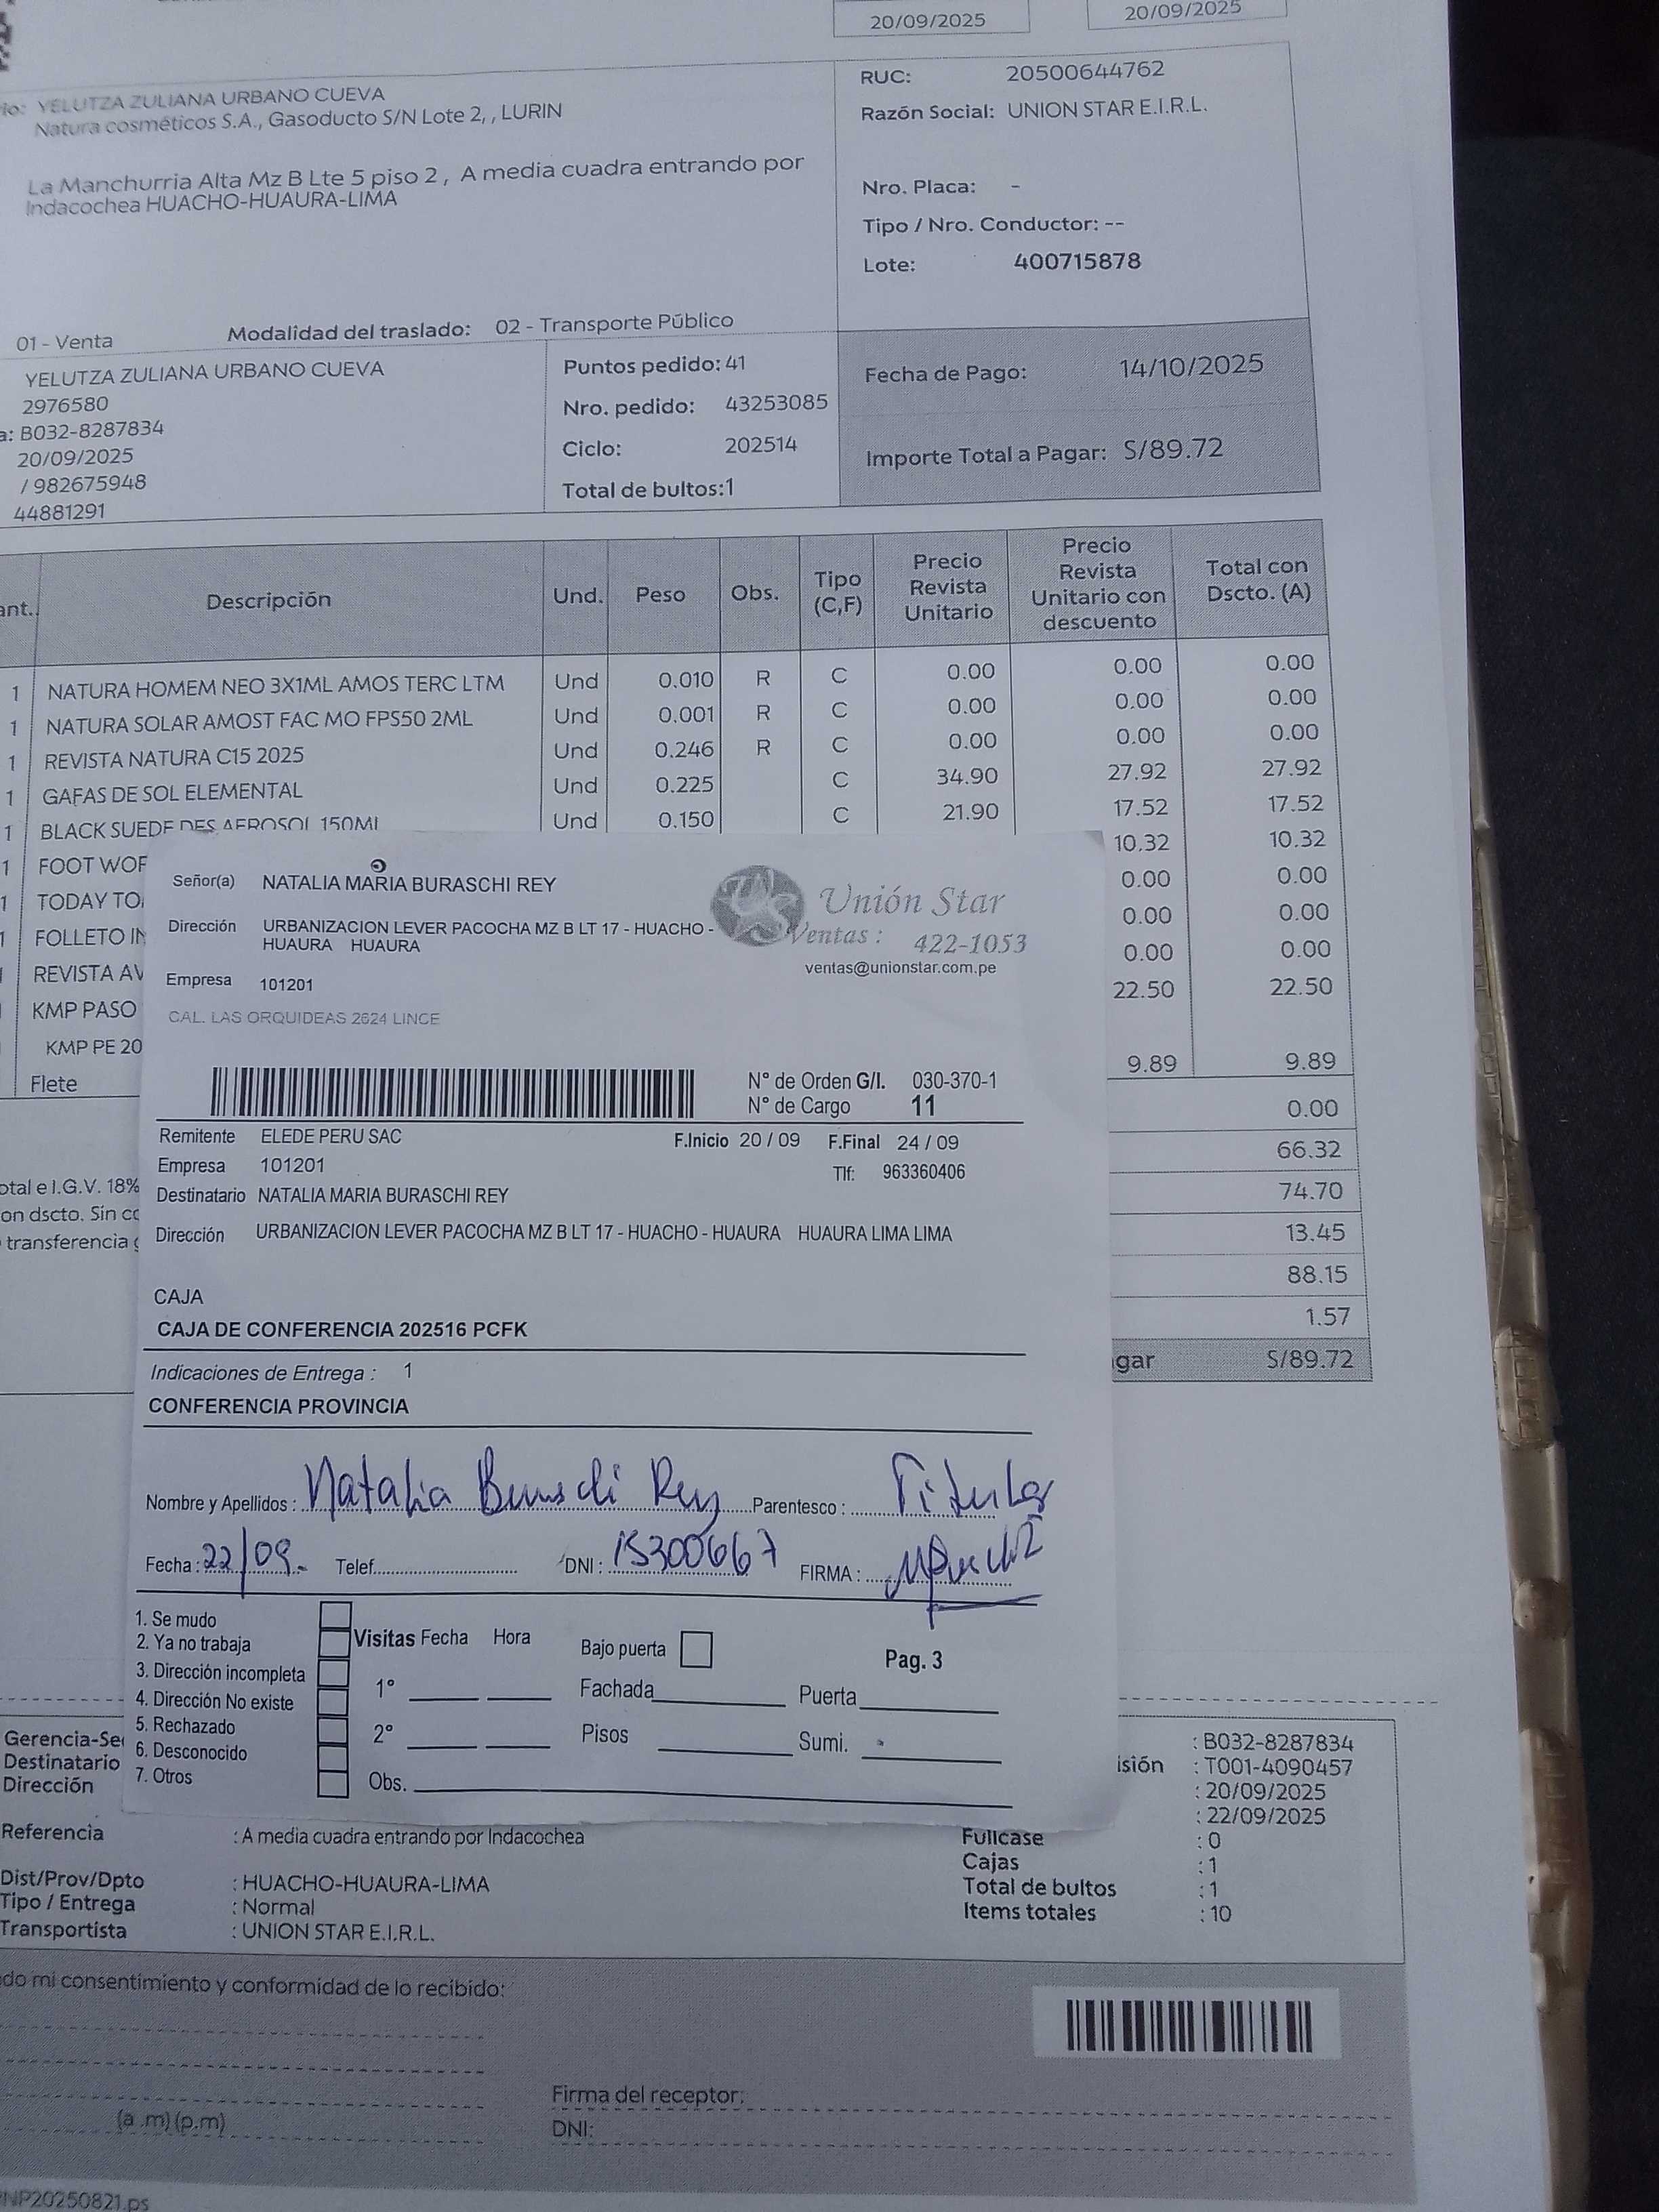 20/09/2025
20/09/2025
YELUTZA ZULIANA URBANO CUEVA
Natura cosméticos S.A., Gasoducto S/N Lote 2, , LURIN
La Manchurria Alta Mz B Lte 5 piso 2 , A media cuadra entrando por
Indacochea HUACHO-HUAURA-LIMA
RUC: 20500644762
Razón Social: UNION STAR E.I.R.L.
Nro. Placa: -
Tipo / Nro. Conductor: --
Lote: 400715878
01 - Venta Modalidad del traslado: 02 - Transporte Público
YELUTZA ZULIANA URBANO CUEVA
2976580
a: B032-8287834
20/09/2025
/ 982675948
44881291
Puntos pedido: 41
Nro. pedido: 43253085
Ciclo: 202514
Total de bultos:1
Fecha de Pago: 14/10/2025
Importe Total a Pagar: S/89.72
ant. Descripción Und. Peso Obs. Tipo (C,F) Precio Revista Unitario Precio Revista Unitario con descuento Total con Dscto. (A)
1 NATURA HOMEM NEO 3X1ML AMOS TERC LTM Und 0.010 R C 0.00 0.00 0.00
1 NATURA SOLAR AMOST FAC MO FPS50 2ML Und 0.001 R C 0.00 0.00 0.00
1 REVISTA NATURA C15 2025 Und 0.246 R C 0.00 0.00 0.00
1 GAFAS DE SOL ELEMENTAL Und 0.225 C 34.90 27.92 27.92
1 BLACK SUEDE DES AEROSOL 150ML Und 0.150 C 21.90 17.52 17.52
1 FOOT WOR 10.32 10.32
1 TODAY TO 0.00 0.00
FOLLETO IN 0.00 0.00
REVISTA AV 0.00 0.00
KMP PASO 22.50 22.50
KMP PE 20
Flete 9.89 9.89
0.00
66.32
otal e I.G.V. 18% 74.70
on dscto. Sin co 13.45
transferencia g
88.15
1.57
gar S/89.72
Señor(a) NATALIA MARIA BURASCHI REY
Dirección URBANIZACION LEVER PACOCHA MZ B LT 17 - HUACHO -
HUAURA HUAURA
Empresa 101201
CAL. LAS ORQUIDEAS 2624 LINCE
Unión Star
Ventas : 422-1053
ventas@unionstar.com.pe
N° de Orden G/I. 030-370-1
N° de Cargo 11
Remitente ELEDE PERU SAC F.Inicio 20 / 09 F.Final 24 / 09
Empresa 101201 Tlf: 963360406
Destinatario NATALIA MARIA BURASCHI REY
Dirección URBANIZACION LEVER PACOCHA MZ B LT 17 - HUACHO - HUAURA HUAURA LIMA LIMA
CAJA
CAJA DE CONFERENCIA 202516 PCFK
Indicaciones de Entrega : 1
CONFERENCIA PROVINCIA
Nombre y Apellidos : Natalia Buraschi Rey Parentesco : Titular
Fecha : 22/09. Telef. DNI : 15300667 FIRMA :
1. Se mudo
2. Ya no trabaja
3. Dirección incompleta
4. Dirección No existe
5. Rechazado
6. Desconocido
7. Otros
Visitas Fecha Hora
1°
2°
Obs.
Bajo puerta
Pag. 3
Fachada Puerta
Pisos Sumi.
Gerencia-Se
Destinatario
Dirección
: B032-8287834
isión : T001-4090457
: 20/09/2025
: 22/09/2025
Referencia : A media cuadra entrando por Indacochea
Dist/Prov/Dpto : HUACHO-HUAURA-LIMA
Tipo / Entrega : Normal
Transportista : UNION STAR E.I.R.L.
Fullcase : 0
Cajas : 1
Total de bultos : 1
Items totales : 10
do mi consentimiento y conformidad de lo recibido:
(a .m) (p.m)
Firma del receptor:
DNI:
NP20250821.ps